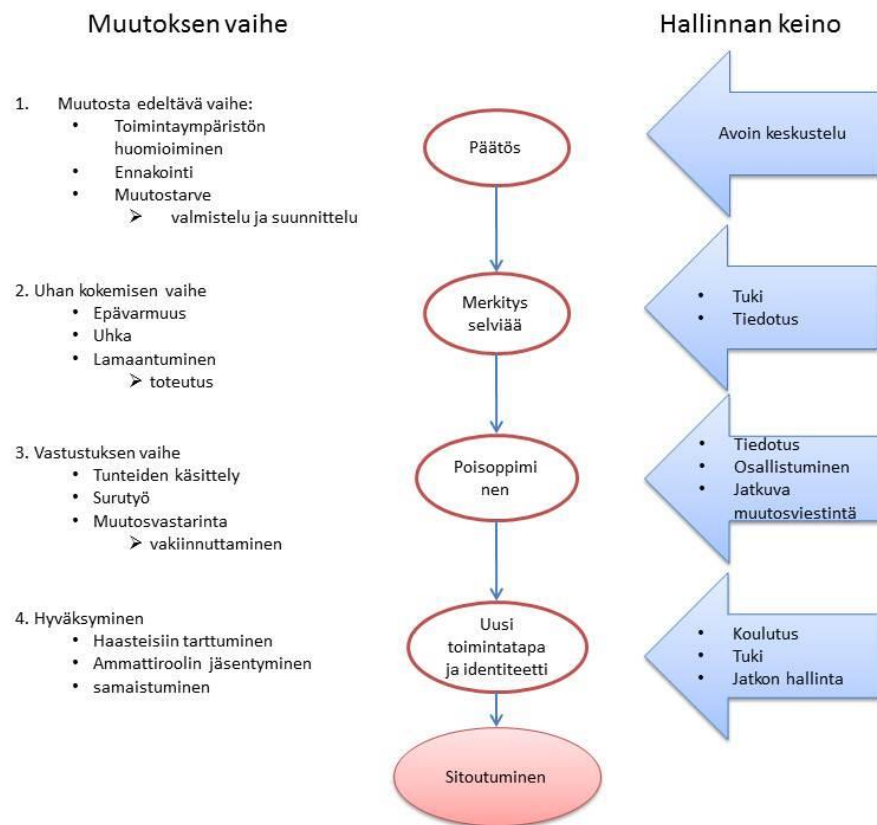 Muutoksen vaihe
Hallinnan keino
1. Muutosta edeltävä vaihe:
• Toimintaympäristön
huomioiminen
• Ennakointi
• Muutostarve
➢ valmistelu ja suunnittelu
Päätös
Avoin keskustelu
2. Uhan kokemisen vaihe
• Epävarmuus
• Uhka
• Lamaantuminen
➢ toteutus
Merkitys
selviää
• Tuki
• Tiedotus
3. Vastustuksen vaihe
• Tunteiden käsittely
• Surutyö
• Muutosvastarinta
➢ vakiinnuttaminen
Poisoppimi
nen
• Tiedotus
• Osallistuminen
• Jatkuva
muutosviestintä
4. Hyväksyminen
• Haasteisiin tarttuminen
• Ammattiroolin jäsentyminen
• samaistuminen
Uusi
toimintatapa
ja identiteetti
• Koulutus
• Tuki
• Jatkon hallinta
Sitoutuminen